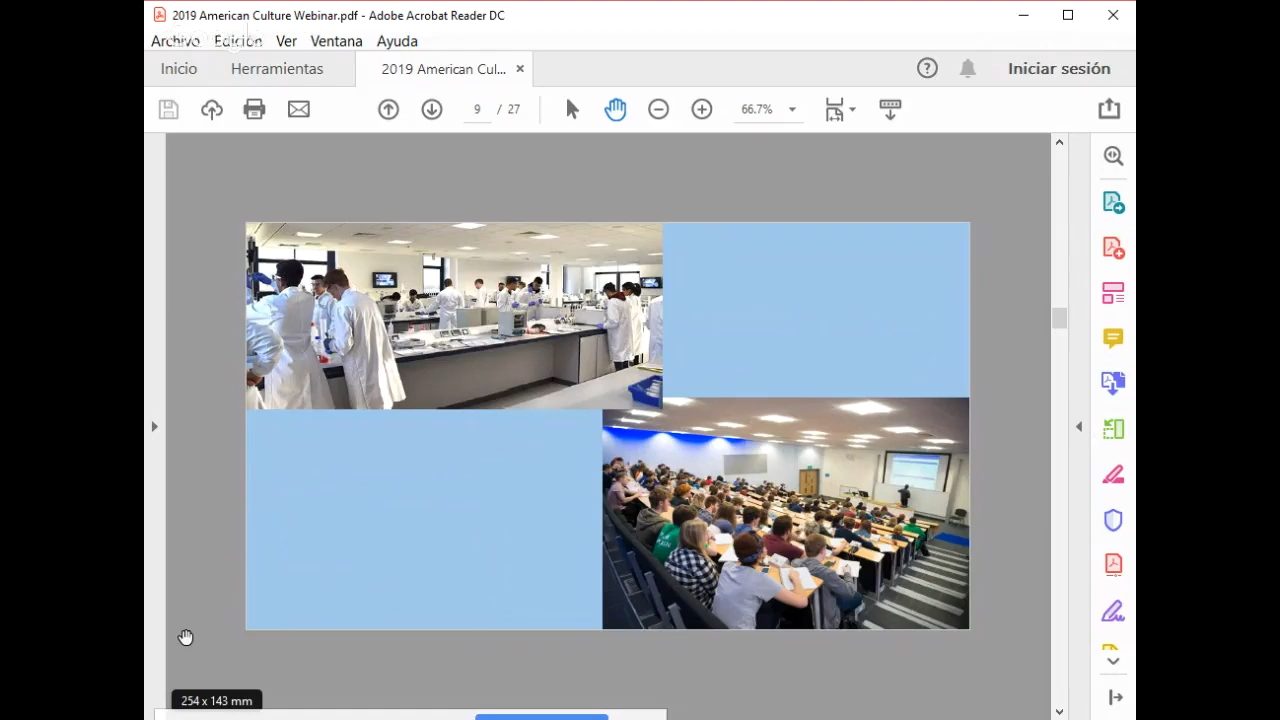 2019 American Culture Webinar.pdf - Adobe Acrobat Reader DC
Archivo Edición Ver Ventana Ayuda
Inicio Herramientas 2019 American Cul... Iniciar sesión
9 / 27 66.7%
254 x 143 mm